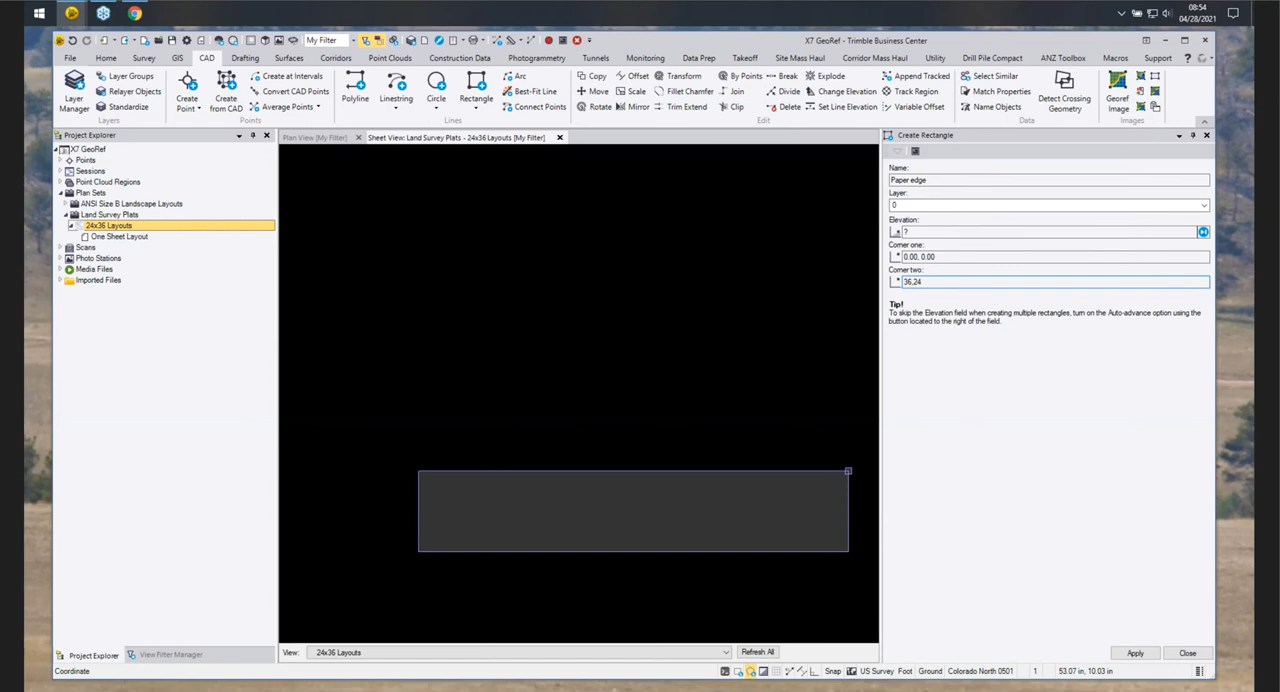 08:54
04/28/2021
My Filter
X7 GeoRef - Trimble Business Center
File Home Survey GIS CAD Drafting Surfaces Corridors Point Clouds Construction Data Photogrammetry Tunnels Monitoring Data Prep Takeoff Site Mass Haul Corridor Mass Haul Utility Drill Pile Compact ANZ Toolbox Macros Support
Layer Manager
Layer Groups
Relayer Objects
Standardize
Layers
Create Point
Create from CAD
Create at Intervals
Convert CAD Points
Average Points
Points
Polyline
Linestring
Circle
Rectangle
Arc
Best-Fit Line
Connect Points
Lines
Copy Offset Transform By Points Break Explode Append Tracked
Move Scale Fillet Chamfer Join Divide Change Elevation Track Region
Rotate Mirror Trim Extend Clip Delete Set Line Elevation Variable Offset
Edit
Select Similar
Match Properties
Name Objects
Detect Crossing Geometry
Data
Georef Image
Images
Project Explorer
X7 GeoRef
Points
Sessions
Point Cloud Regions
Plan Sets
ANSI Size B Landscape Layouts
Land Survey Plats
24x36 Layouts
One Sheet Layout
Scans
Photo Stations
Media Files
Imported Files
Plan View [My Filter]
Sheet View: Land Survey Plats - 24x36 Layouts [My Filter]
Create Rectangle
Name:
Paper edge
Layer:
0
Elevation:
?
Corner one:
0.00, 0.00
Corner two:
36,24
Tip!
To skip the Elevation field when creating multiple rectangles, turn on the Auto-advance option using the
button located to the right of the field.
Project Explorer View Filter Manager
View: 24x36 Layouts Refresh All
Apply Close
Coordinate
Snap US Survey Foot Ground Colorado North 0501 1 53.07 in, 10.03 in